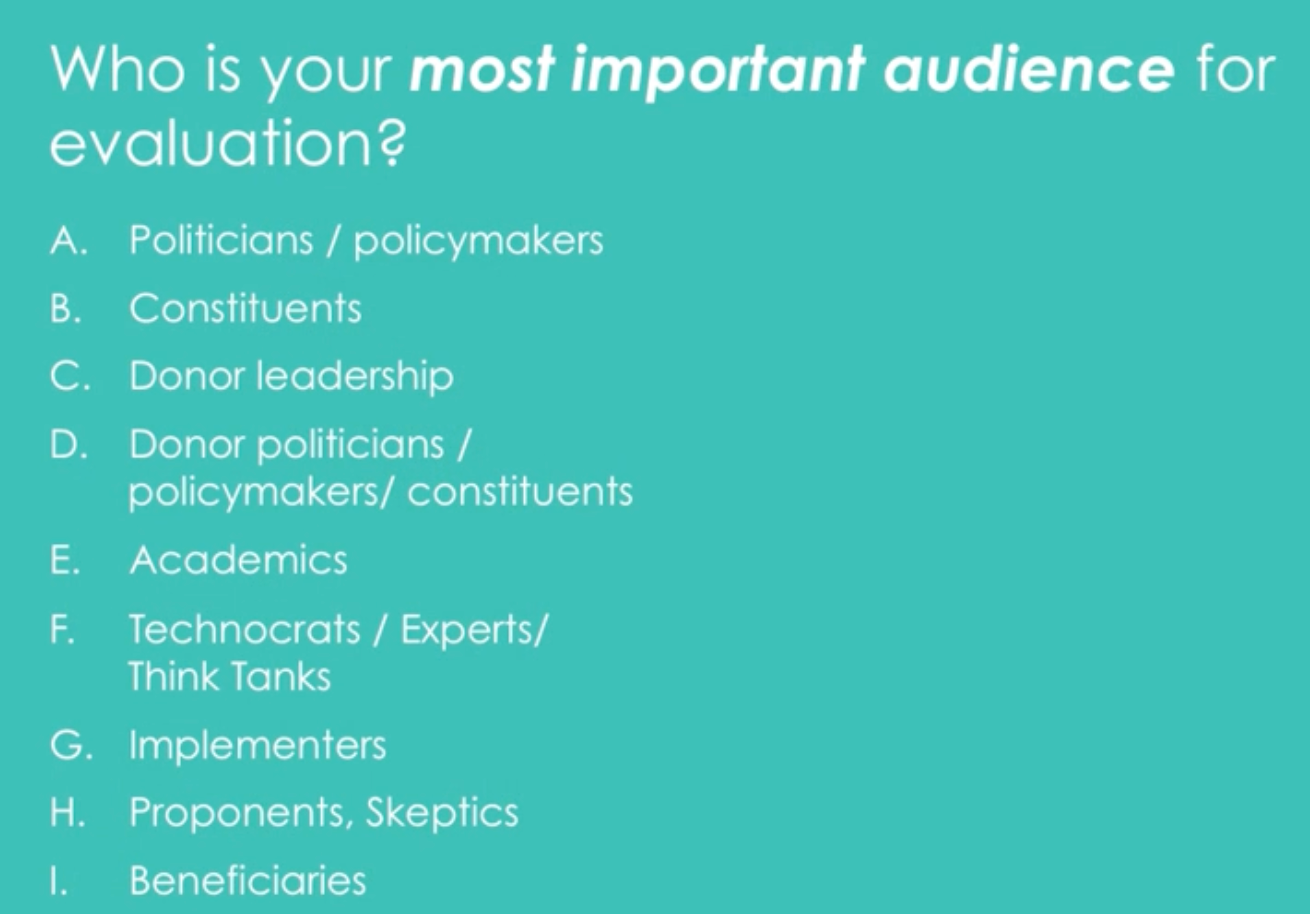 Who is your most important audience for
evaluation?
A. Politicians / policymakers
B. Constituents
C. Donor leadership
D. Donor politicians /
policymakers/ constituents
E. Academics
F. Technocrats / Experts/
Think Tanks
G. Implementers
H. Proponents, Skeptics
I. Beneficiaries